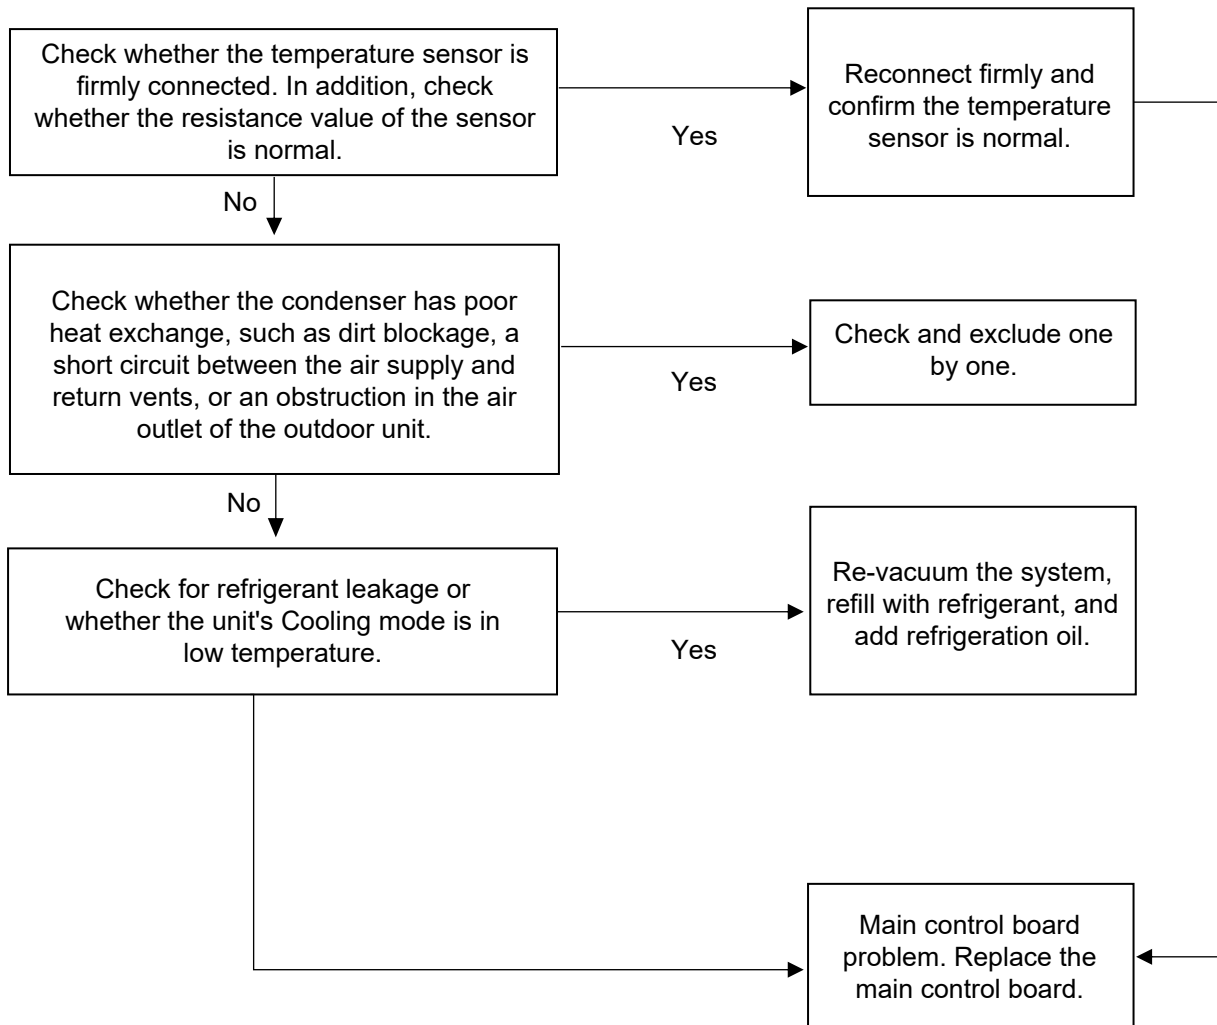 Check whether the temperature sensor is
firmly connected. In addition, check
whether the resistance value of the sensor
is normal.
Yes
Reconnect firmly and
confirm the temperature
sensor is normal.
No
Check whether the condenser has poor
heat exchange, such as dirt blockage, a
short circuit between the air supply and
return vents, or an obstruction in the air
outlet of the outdoor unit.
Yes
Check and exclude one
by one.
No
Check for refrigerant leakage or
whether the unit's Cooling mode is in
low temperature.
Yes
Re-vacuum the system,
refill with refrigerant, and
add refrigeration oil.
Main control board
problem. Replace the
main control board.